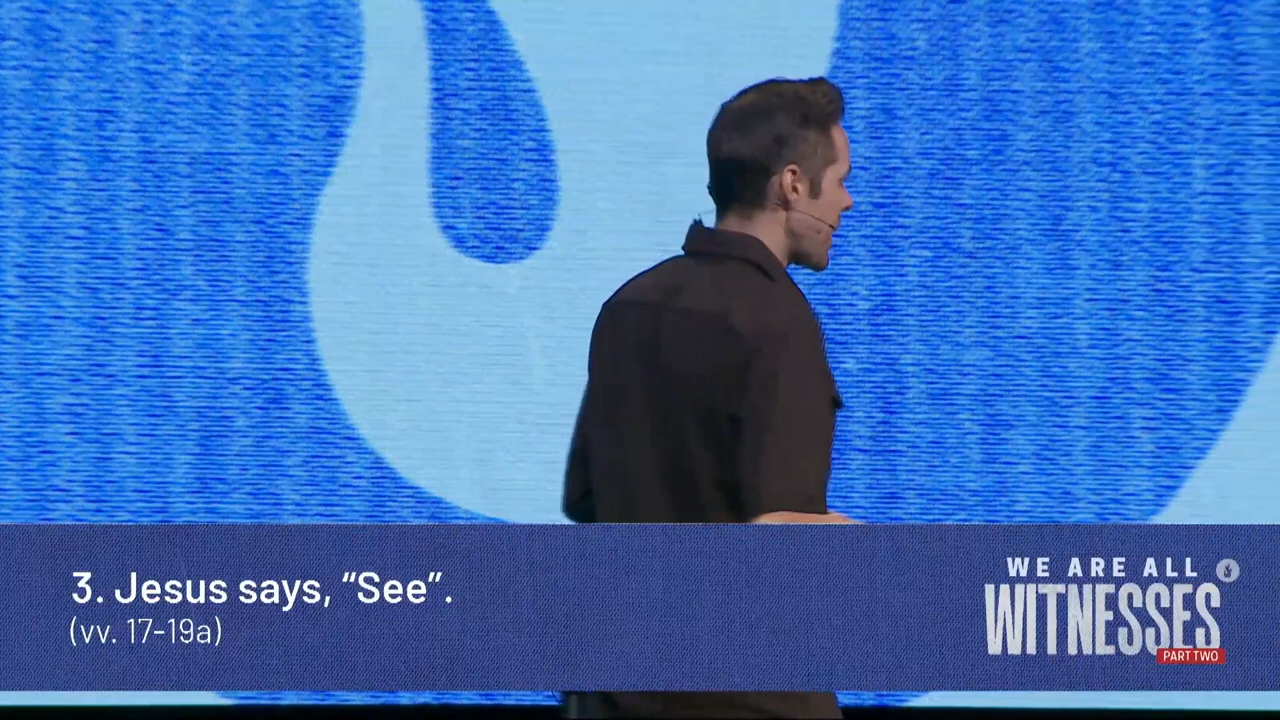 3. Jesus says, “See”.
(vv. 17-19a)
WE ARE ALL
WITNESSES
PART TWO